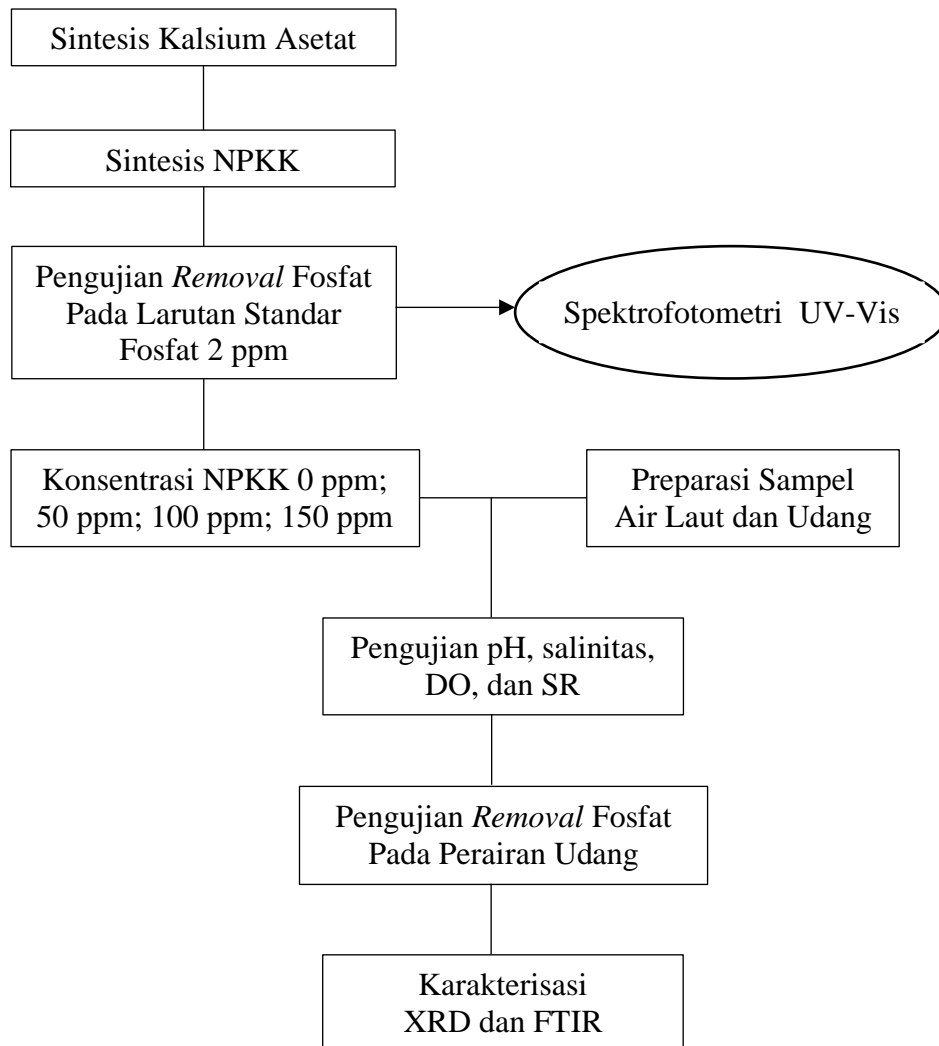 Sintesis Kalsium Asetat
Sintesis NPKK
Pengujian Removal Fosfat
Pada Larutan Standar
Fosfat 2 ppm
Spektrofotometri UV-Vis
Konsentrasi NPKK 0 ppm;
50 ppm; 100 ppm; 150 ppm
Preparasi Sampel
Air Laut dan Udang
Pengujian pH, salinitas,
DO, dan SR
Pengujian Removal Fosfat
Pada Perairan Udang
Karakterisasi
XRD dan FTIR